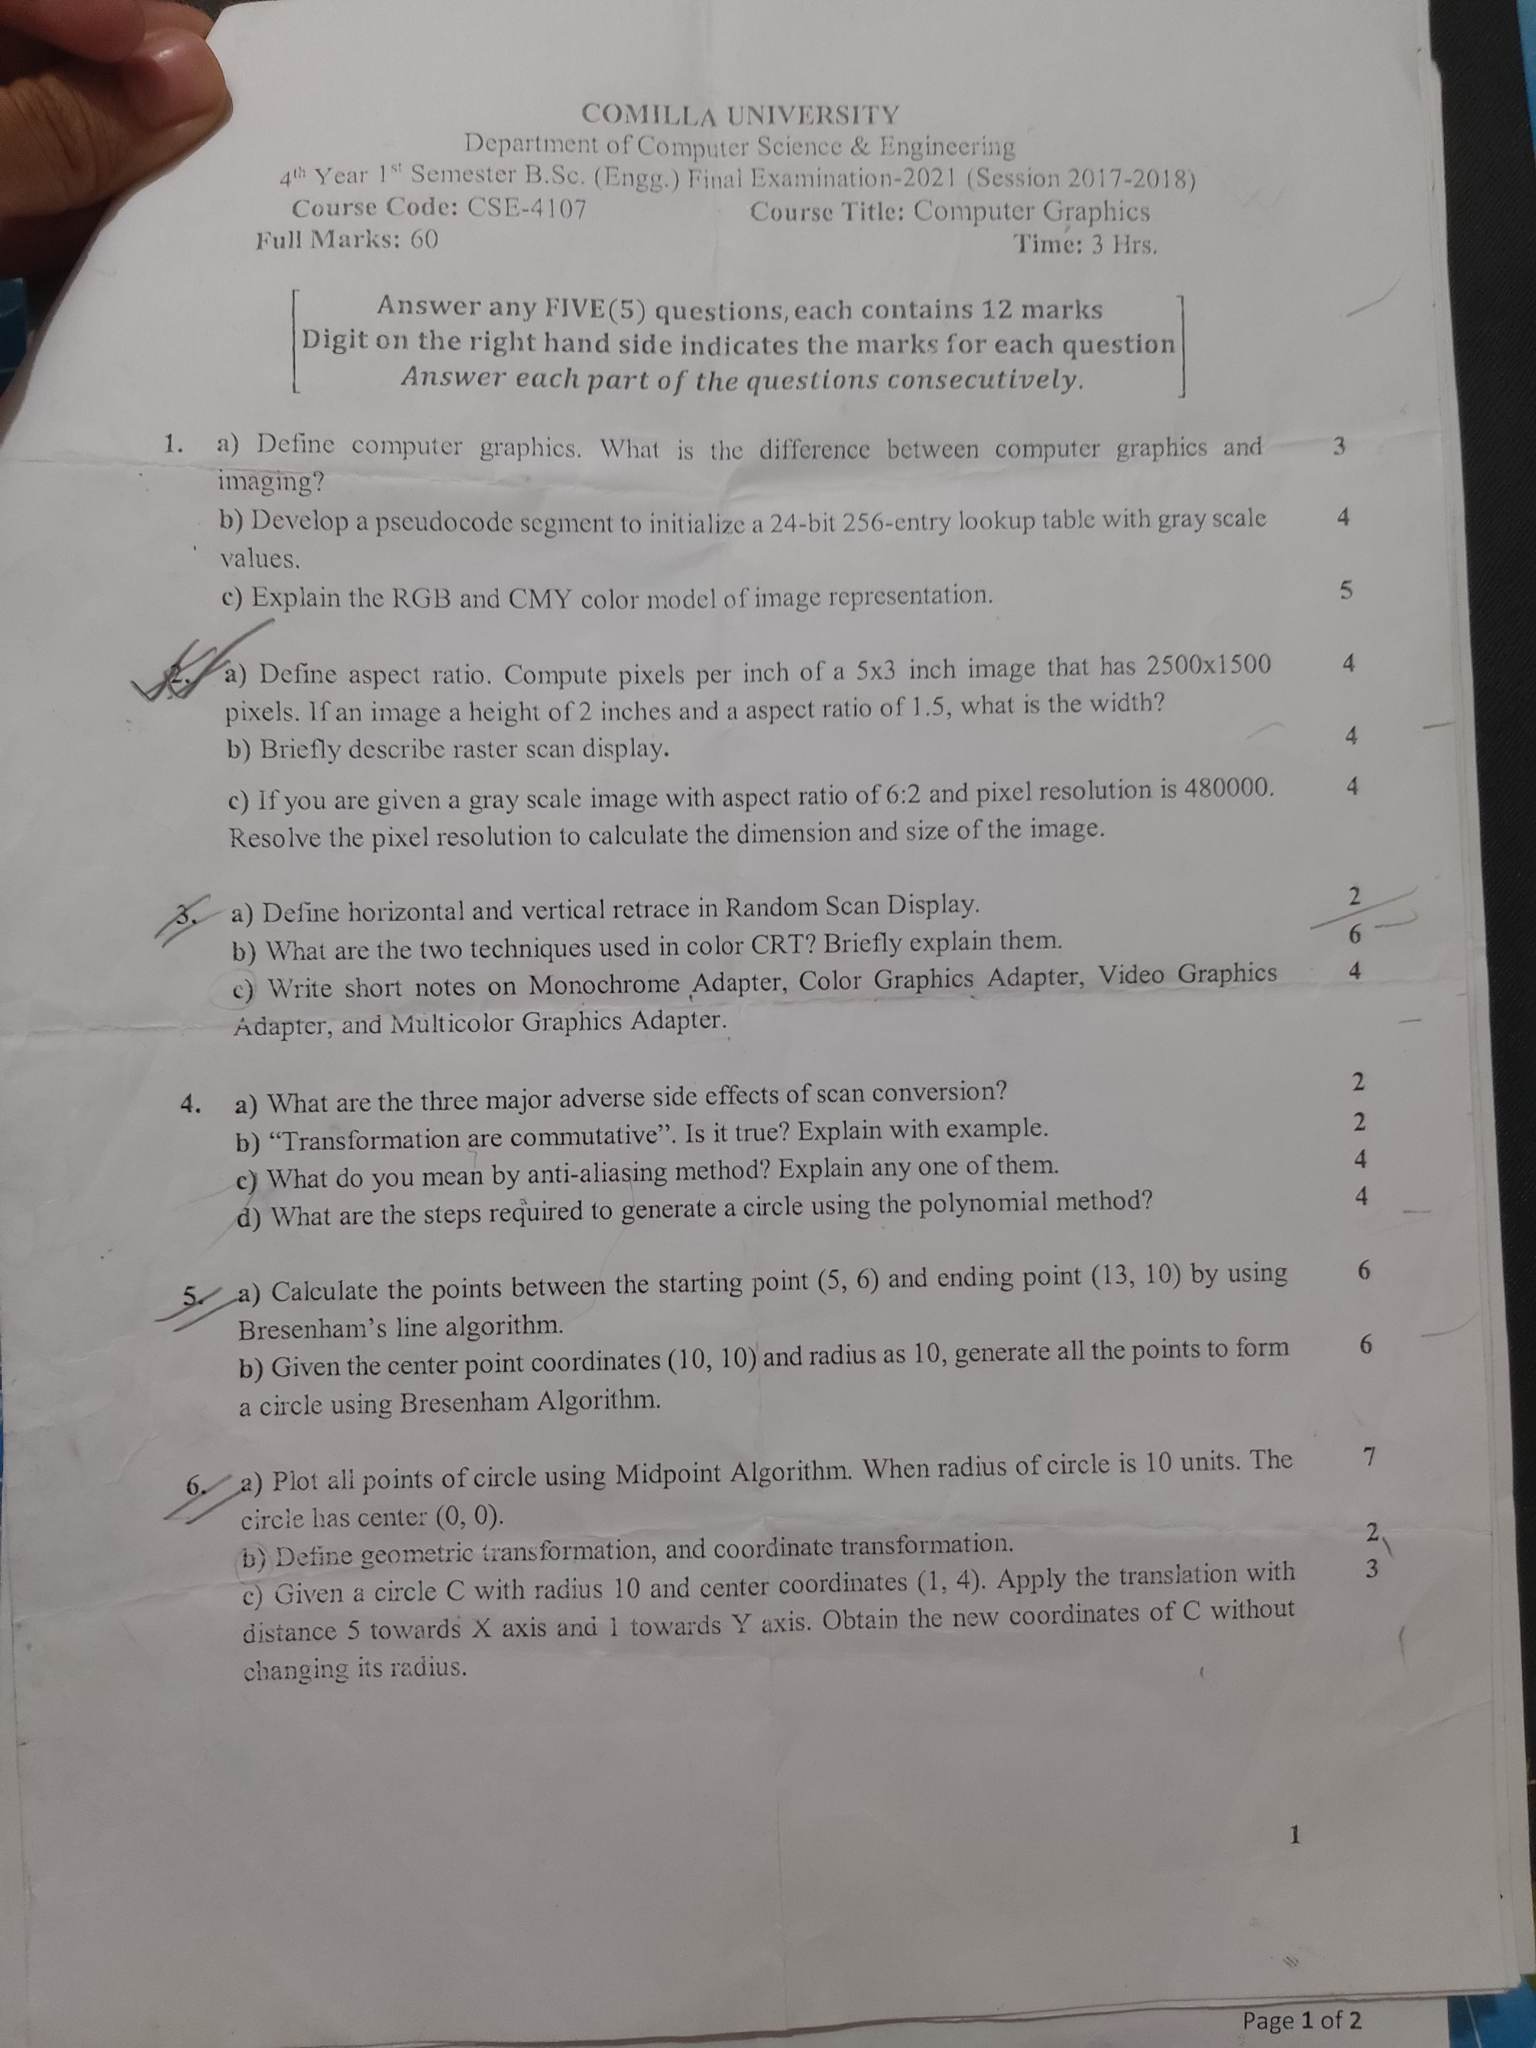 COMILLA UNIVERSITY
Department of Computer Science & Engineering
4th Year 1st Semester B.Sc. (Engg.) Final Examination-2021 (Session 2017-2018)
Course Code: CSE-4107 Course Title: Computer Graphics
Full Marks: 60 Time: 3 Hrs.
Answer any FIVE(5) questions, each contains 12 marks
Digit on the right hand side indicates the marks for each question
Answer each part of the questions consecutively.
1. a) Define computer graphics. What is the difference between computer graphics and 3
imaging?
b) Develop a pseudocode segment to initialize a 24-bit 256-entry lookup table with gray scale 4
values.
c) Explain the RGB and CMY color model of image representation. 5
2. a) Define aspect ratio. Compute pixels per inch of a 5x3 inch image that has 2500x1500 4
pixels. If an image a height of 2 inches and a aspect ratio of 1.5, what is the width?
b) Briefly describe raster scan display. 4
c) If you are given a gray scale image with aspect ratio of 6:2 and pixel resolution is 480000. 4
Resolve the pixel resolution to calculate the dimension and size of the image.
3. a) Define horizontal and vertical retrace in Random Scan Display. 2
b) What are the two techniques used in color CRT? Briefly explain them. 6
c) Write short notes on Monochrome Adapter, Color Graphics Adapter, Video Graphics 4
Adapter, and Multicolor Graphics Adapter.
4. a) What are the three major adverse side effects of scan conversion? 2
b) “Transformation are commutative”. Is it true? Explain with example. 2
c) What do you mean by anti-aliasing method? Explain any one of them. 4
d) What are the steps required to generate a circle using the polynomial method? 4
5. a) Calculate the points between the starting point (5, 6) and ending point (13, 10) by using 6
Bresenham’s line algorithm.
b) Given the center point coordinates (10, 10) and radius as 10, generate all the points to form 6
a circle using Bresenham Algorithm.
6. a) Plot all points of circle using Midpoint Algorithm. When radius of circle is 10 units. The 7
circle has center (0, 0).
b) Define geometric transformation, and coordinate transformation. 2
c) Given a circle C with radius 10 and center coordinates (1, 4). Apply the translation with 3
distance 5 towards X axis and 1 towards Y axis. Obtain the new coordinates of C without
changing its radius.
1
Page 1 of 2